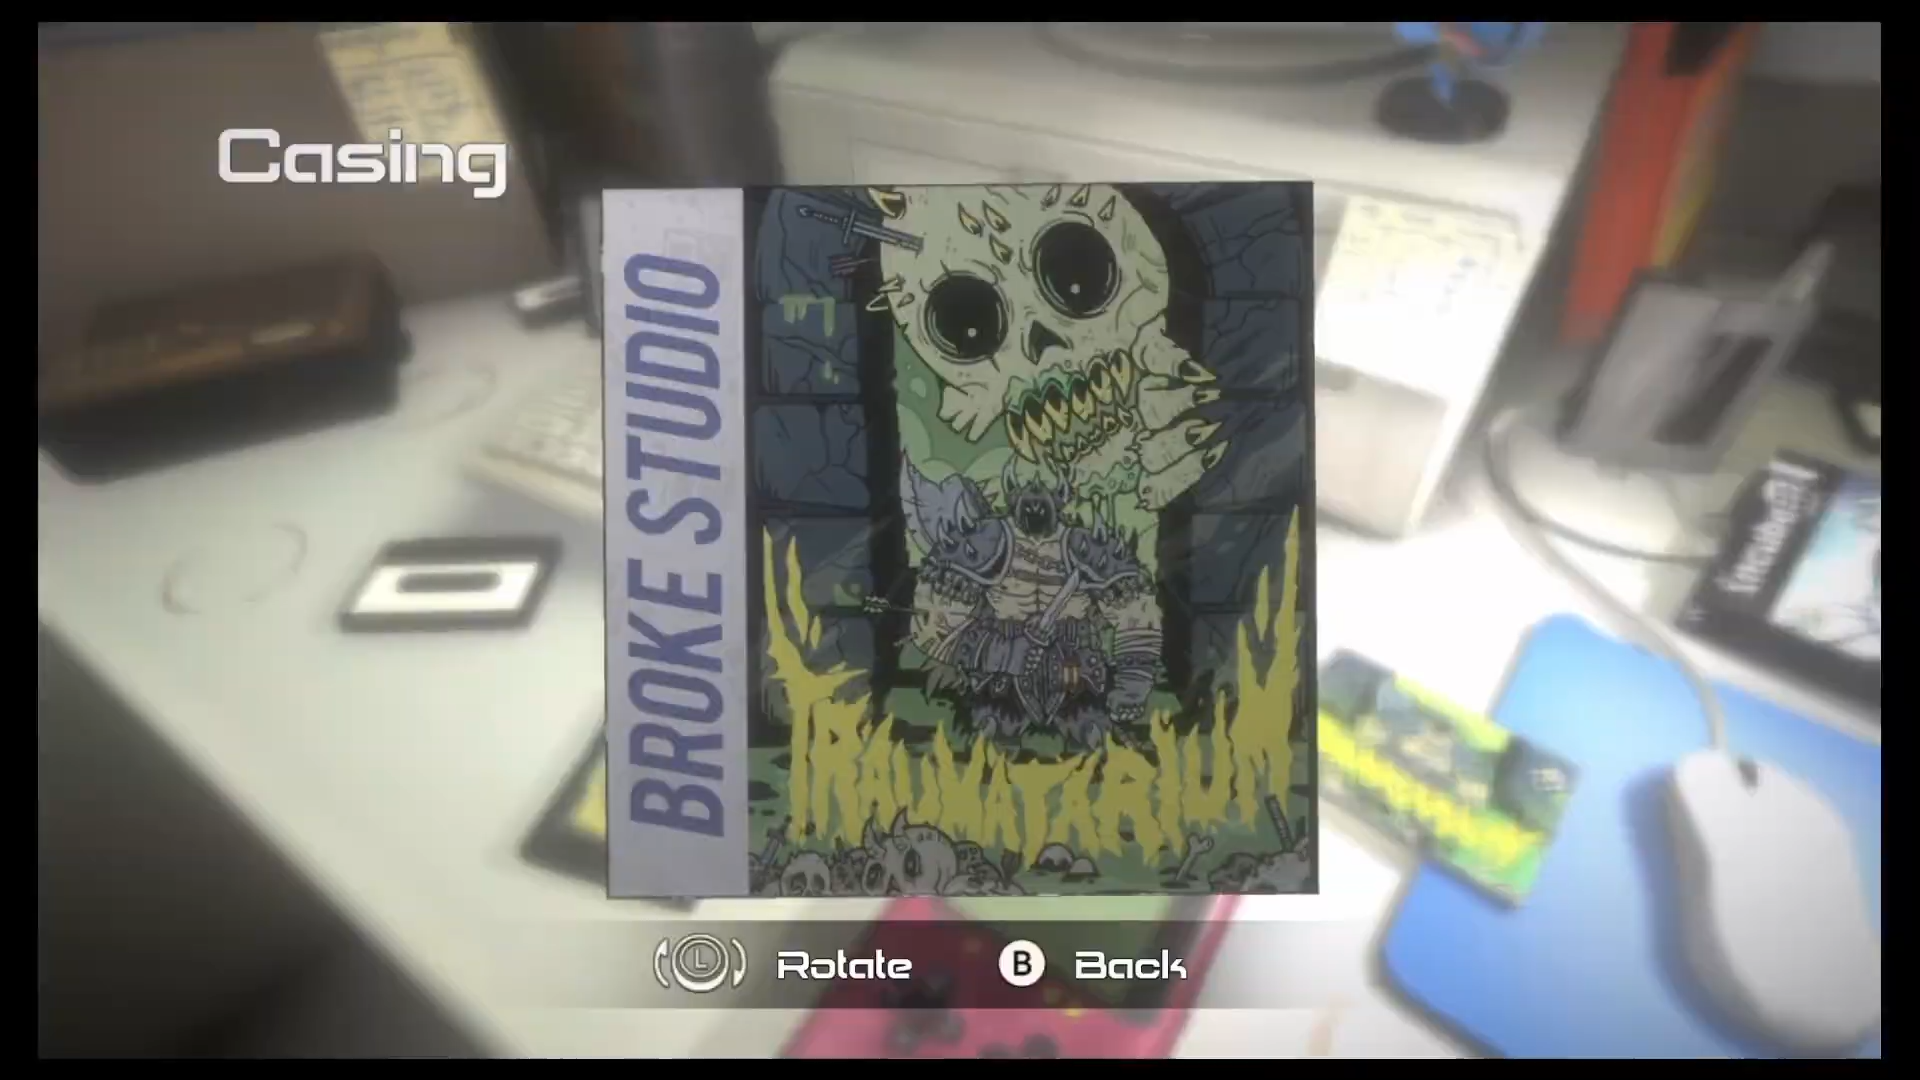 Casing
BROKE STUDIO
TRAUMATARIUM
L Rotate
B Back